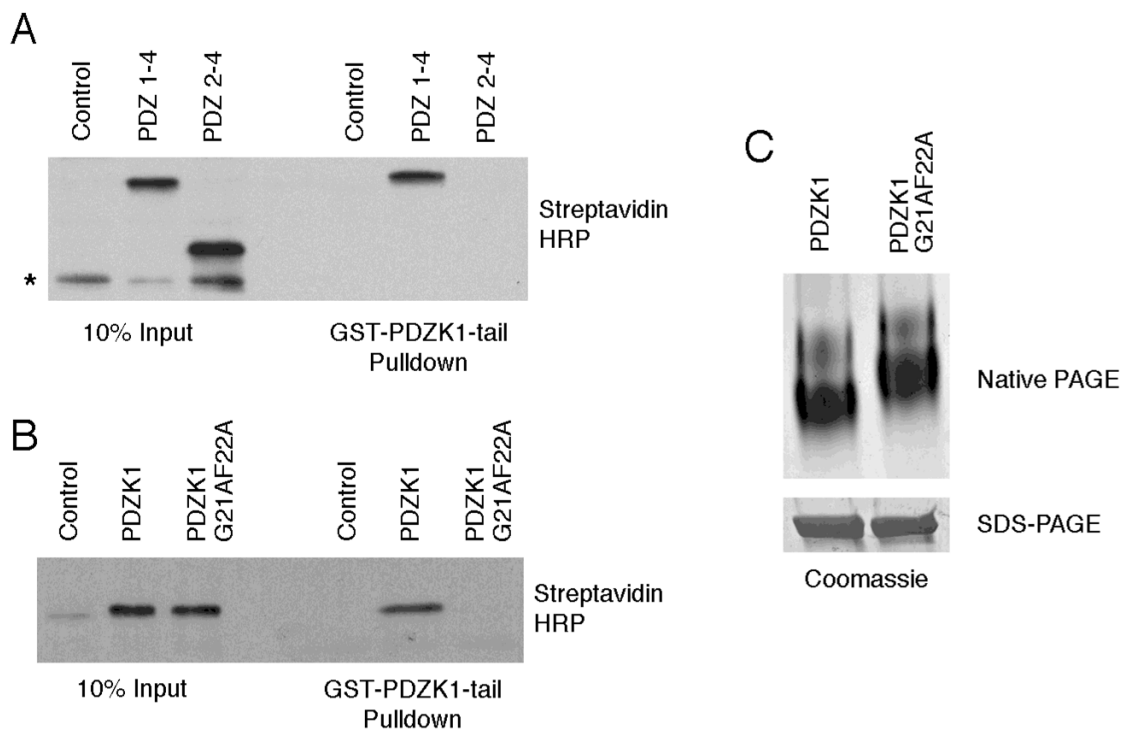 A
Control
PDZ 1-4
PDZ 2-4
Control
PDZ 1-4
PDZ 2-4
Streptavidin
HRP
*
10% Input
GST-PDZK1-tail
Pulldown
B
Control
PDZK1
PDZK1
G21AF22A
Control
PDZK1
PDZK1
G21AF22A
Streptavidin
HRP
10% Input
GST-PDZK1-tail
Pulldown
C
PDZK1
PDZK1
G21AF22A
Native PAGE
SDS-PAGE
Coomassie